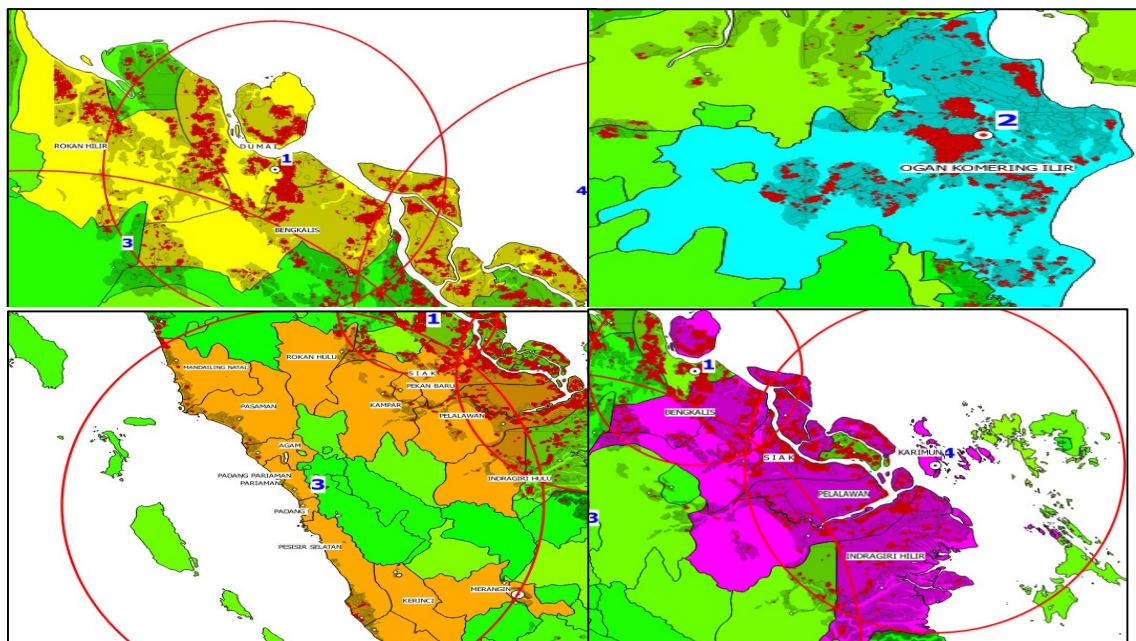 DUMAI
1
ROKAN HILIR
BENGKALIS
3
4
2
OGAN KOMERING ILIR
1
ROKAN HULU
MANDAILING NATAL
SIAK
PEKAN BARU
KAMPAR
PASAMAN
PELALAWAN
AGAM
PADANG PARIAMAN
PARIAMAN
3
INDRAGIRI HULU
PADANG
PESISIR SELATAN
MERANGIN
KERINCI
1
BENGKALIS
SIAK
KARIMUN
4
PELALAWAN
3
INDRAGIRI HILIR